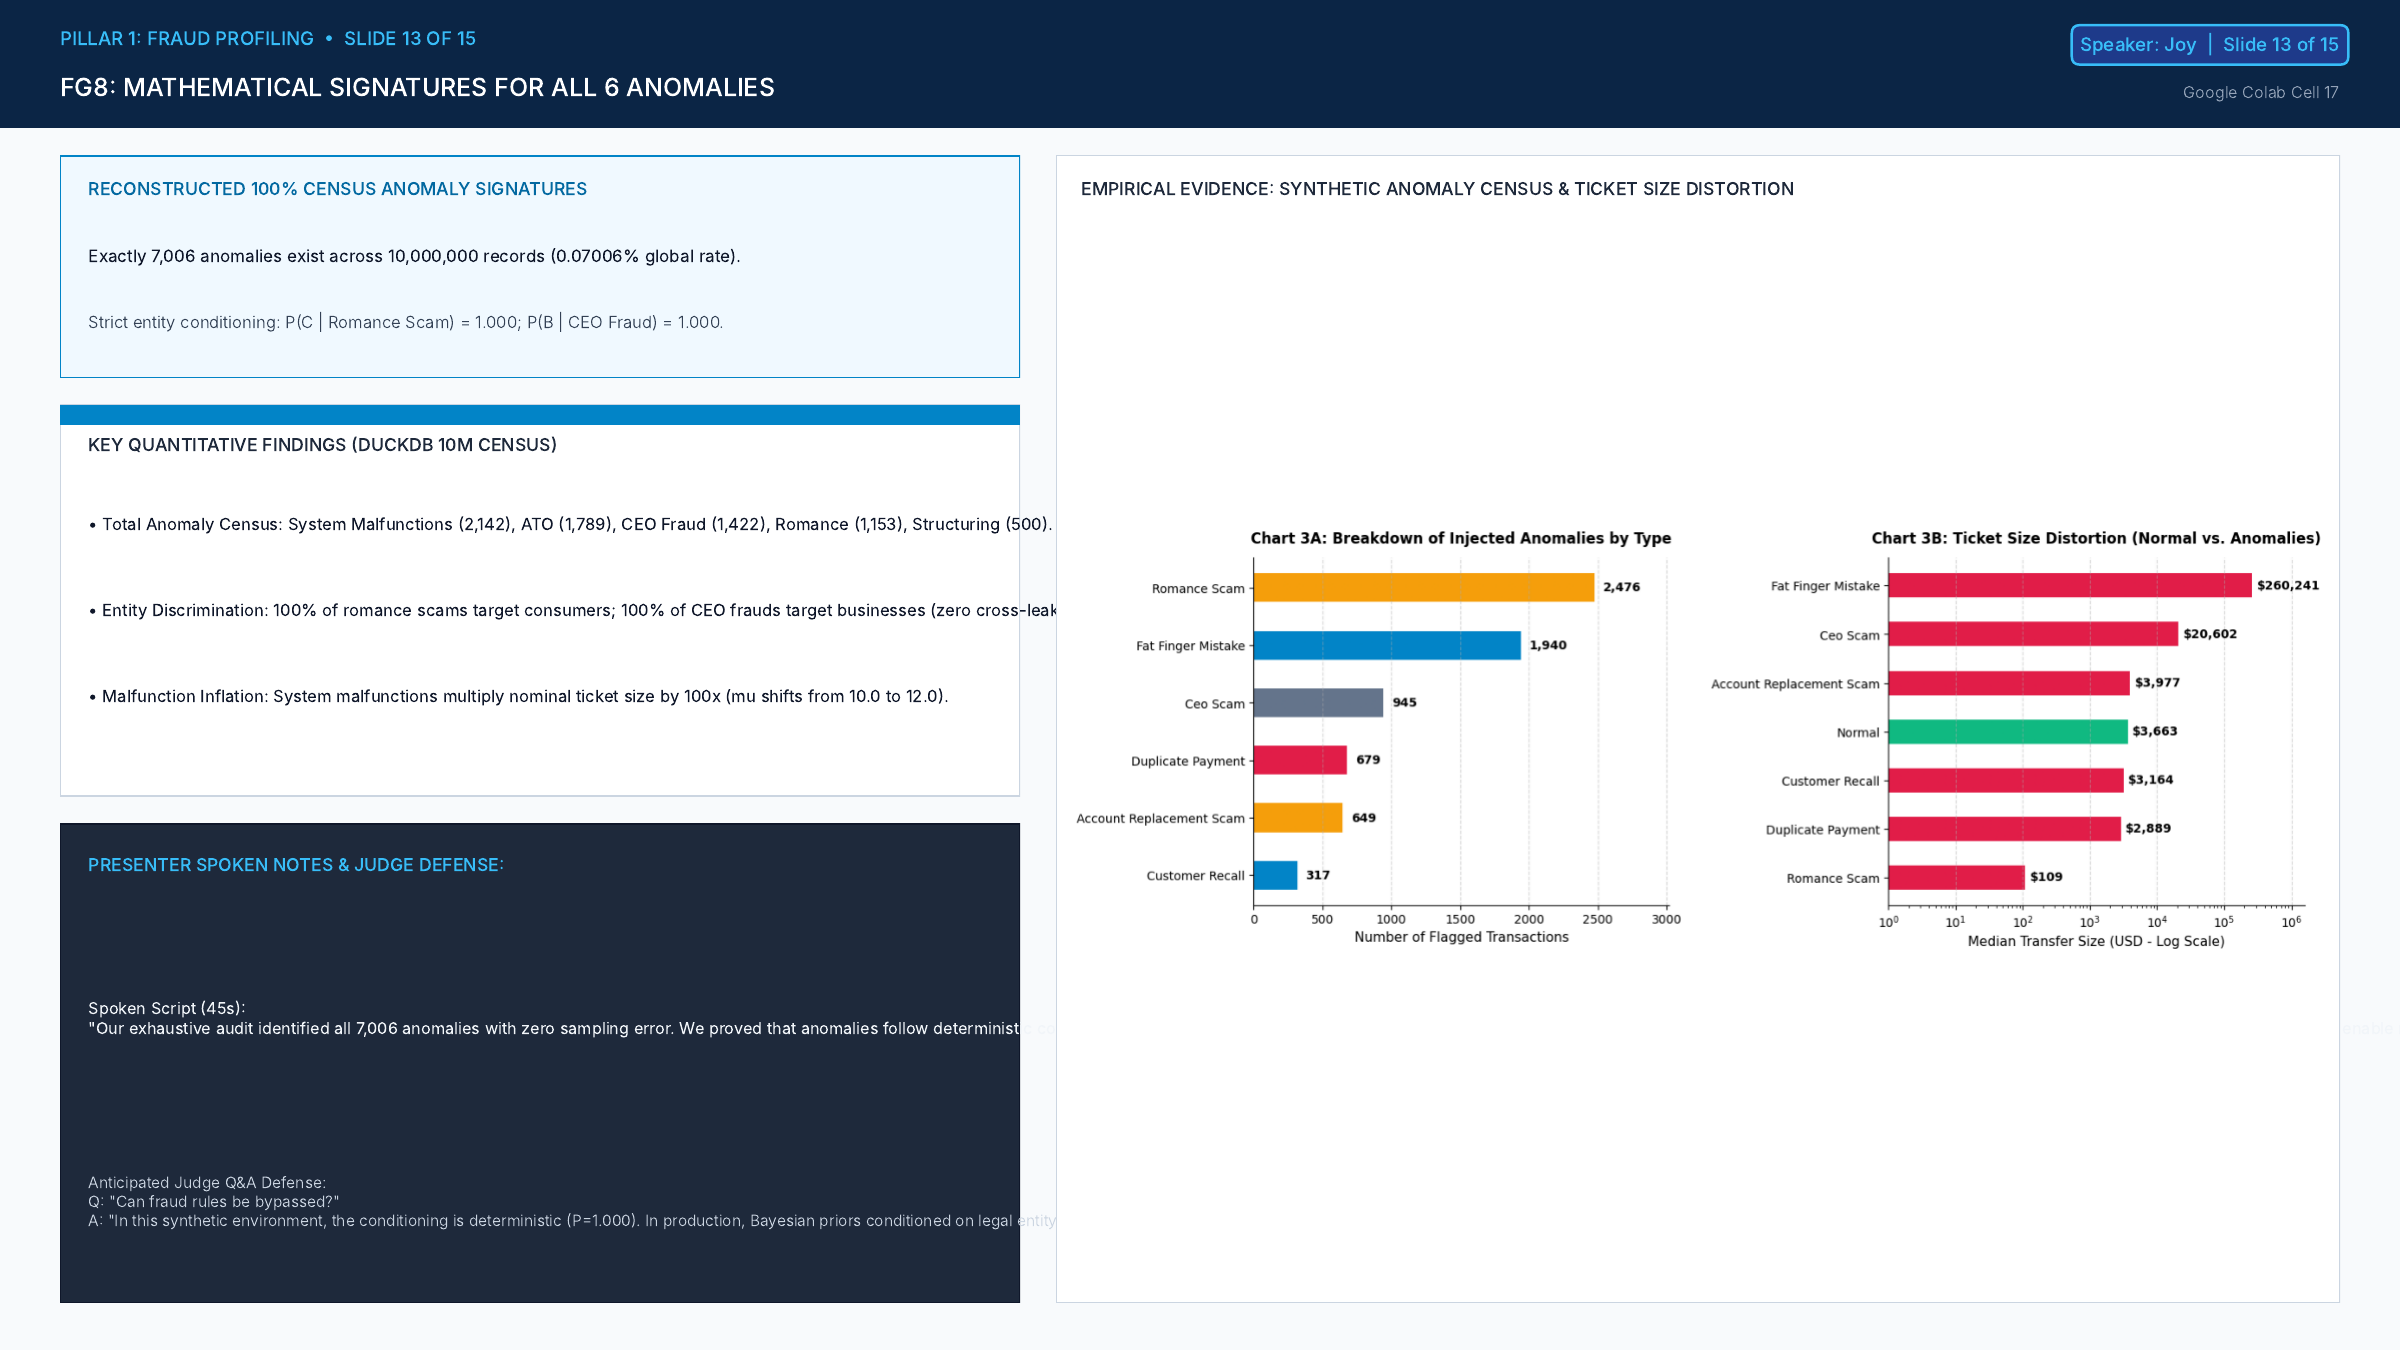 PILLAR 1: FRAUD PROFILING • SLIDE 13 OF 15
FG8: MATHEMATICAL SIGNATURES FOR ALL 6 ANOMALIES
Speaker: Joy | Slide 13 of 15
Google Colab Cell 17
RECONSTRUCTED 100% CENSUS ANOMALY SIGNATURES
Exactly 7,006 anomalies exist across 10,000,000 records (0.07006% global rate).
Strict entity conditioning: P(C | Romance Scam) = 1.000; P(B | CEO Fraud) = 1.000.
KEY QUANTITATIVE FINDINGS (DUCKDB 10M CENSUS)
• Total Anomaly Census: System Malfunctions (2,142), ATO (1,789), CEO Fraud (1,422), Romance (1,153), Structuring (500).
• Entity Discrimination: 100% of romance scams target consumers; 100% of CEO frauds target businesses (zero cross-leak
• Malfunction Inflation: System malfunctions multiply nominal ticket size by 100x (mu shifts from 10.0 to 12.0).
PRESENTER SPOKEN NOTES & JUDGE DEFENSE:
Spoken Script (45s):
"Our exhaustive audit identified all 7,006 anomalies with zero sampling error. We proved that anomalies follow determinist
Anticipated Judge Q&A Defense:
Q: "Can fraud rules be bypassed?"
A: "In this synthetic environment, the conditioning is deterministic (P=1.000). In production, Bayesian priors conditioned on legal entity
EMPIRICAL EVIDENCE: SYNTHETIC ANOMALY CENSUS & TICKET SIZE DISTORTION
Chart 3A: Breakdown of Injected Anomalies by Type
Romance Scam 2,476
Fat Finger Mistake 1,940
Ceo Scam 945
Duplicate Payment 679
Account Replacement Scam 649
Customer Recall 317
0 500 1000 1500 2000 2500 3000
Number of Flagged Transactions
Chart 3B: Ticket Size Distortion (Normal vs. Anomalies)
Fat Finger Mistake $260,241
Ceo Scam $20,602
Account Replacement Scam $3,977
Normal $3,663
Customer Recall $3,164
Duplicate Payment $2,889
Romance Scam $109
10⁰ 10¹ 10² 10³ 10⁴ 10⁵ 10⁶
Median Transfer Size (USD - Log Scale)